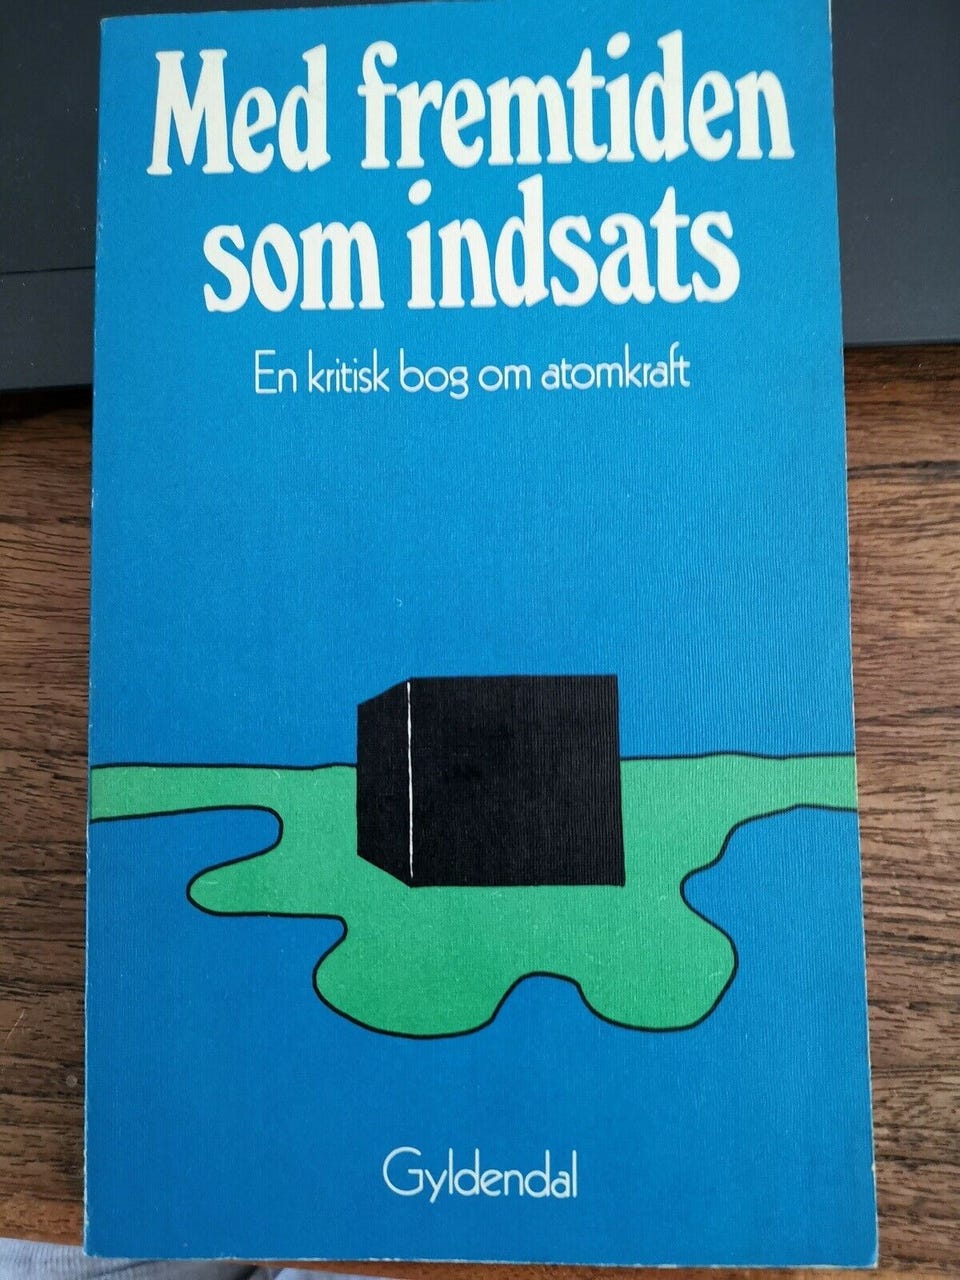 Med fremtiden
som indsats
En kritisk bog om atomkraft
Gyldendal